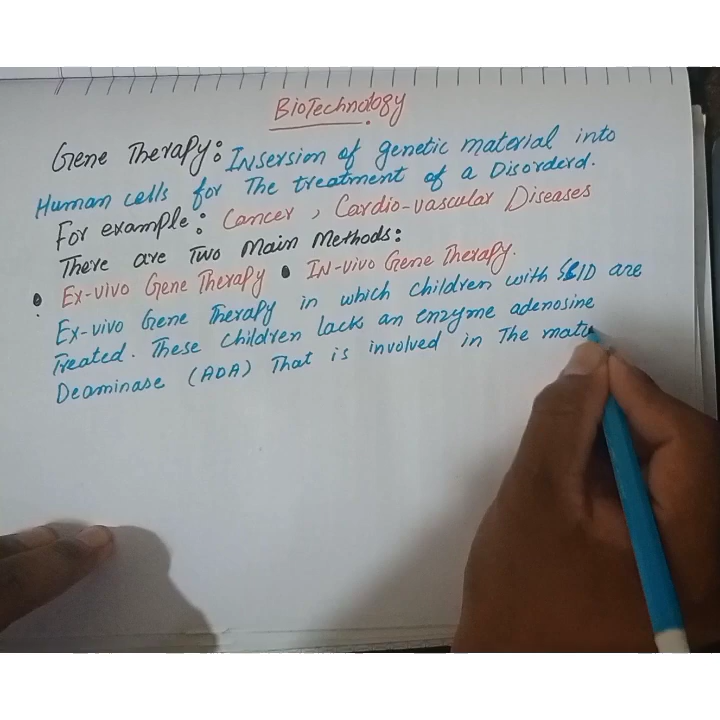 BioTechnology
Gene Therapy: Insersion of genetic material into
Human cells for The treatment of a Disorderd.
For example: Cancer, Cardio-vascular Diseases
There are Two Main Methods:
• Ex-vivo Gene Therapy • IN-vivo Gene Therapy.
Ex-vivo Gene Therapy in which children with SCID are
Treated. These children lack an enzyme adenosine
Deaminase (ADA) That is involved in The matu